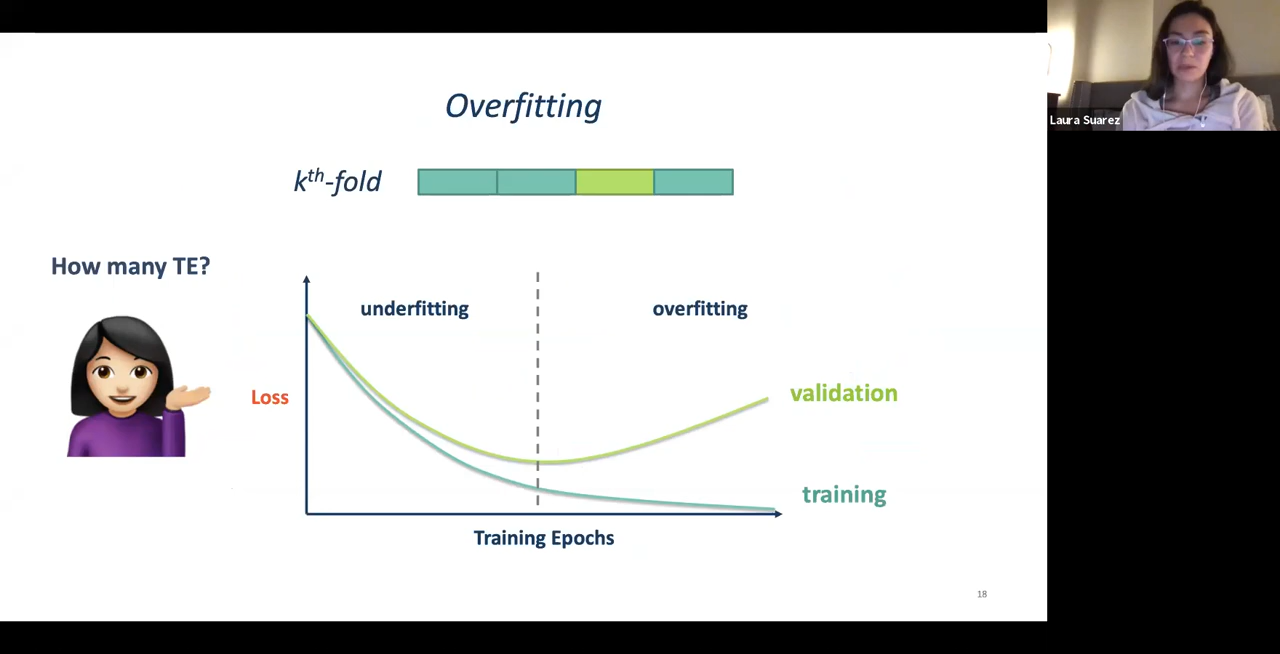 Overfitting
kth-fold
How many TE?
underfitting
overfitting
Loss
validation
training
Training Epochs
18
Laura Suarez